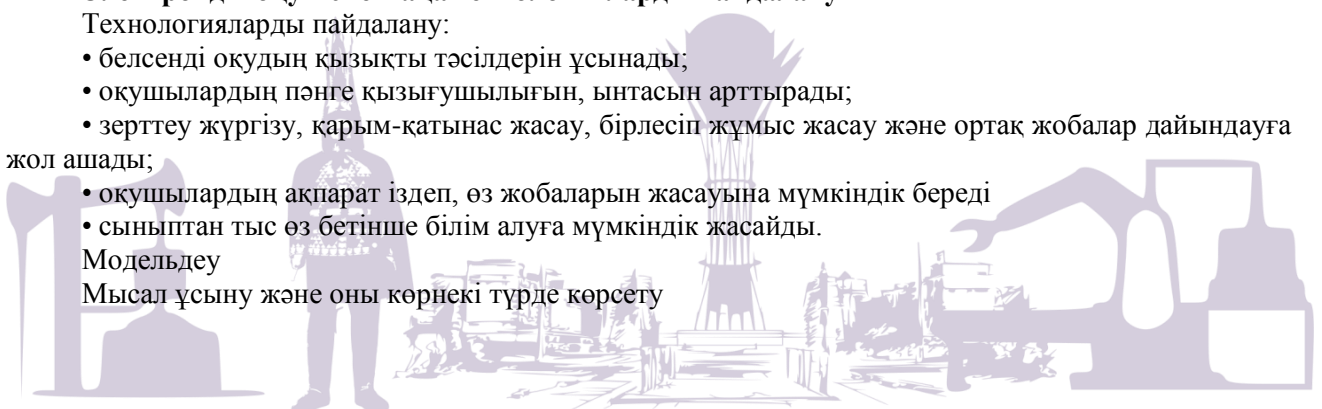 Технологияларды пайдалану:
• белсенді оқудың қызықты тәсілдерін ұсынады;
• оқушылардың пәнге қызығушылығын, ынтасын арттырады;
• зерттеу жүргізу, қарым-қатынас жасау, бірлесіп жұмыс жасау және ортақ жобалар дайындауға
жол ашады;
• оқушылардың ақпарат іздеп, өз жобаларын жасауына мүмкіндік береді
• сыныптан тыс өз бетінше білім алуға мүмкіндік жасайды.
Модельдеу
Мысал ұсыну және оны көрнекі түрде көрсету